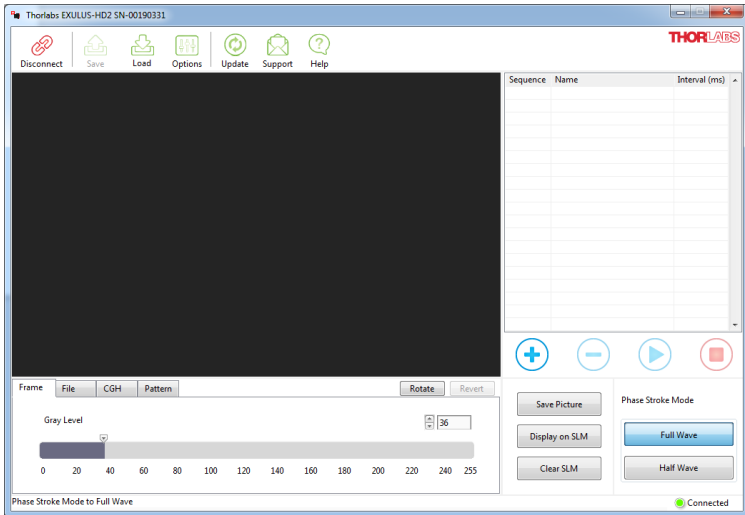 Thorlabs EXULUS-HD2 SN-00190331
THORLABS
Disconnect Save Load Options Update Support Help
Sequence Name Interval (ms)
Frame File CGH Pattern Rotate Revert
Gray Level 36
0 20 40 60 80 100 120 140 160 180 200 220 240 255
Save Picture
Display on SLM
Clear SLM
Phase Stroke Mode
Full Wave
Half Wave
Phase Stroke Mode to Full Wave Connected